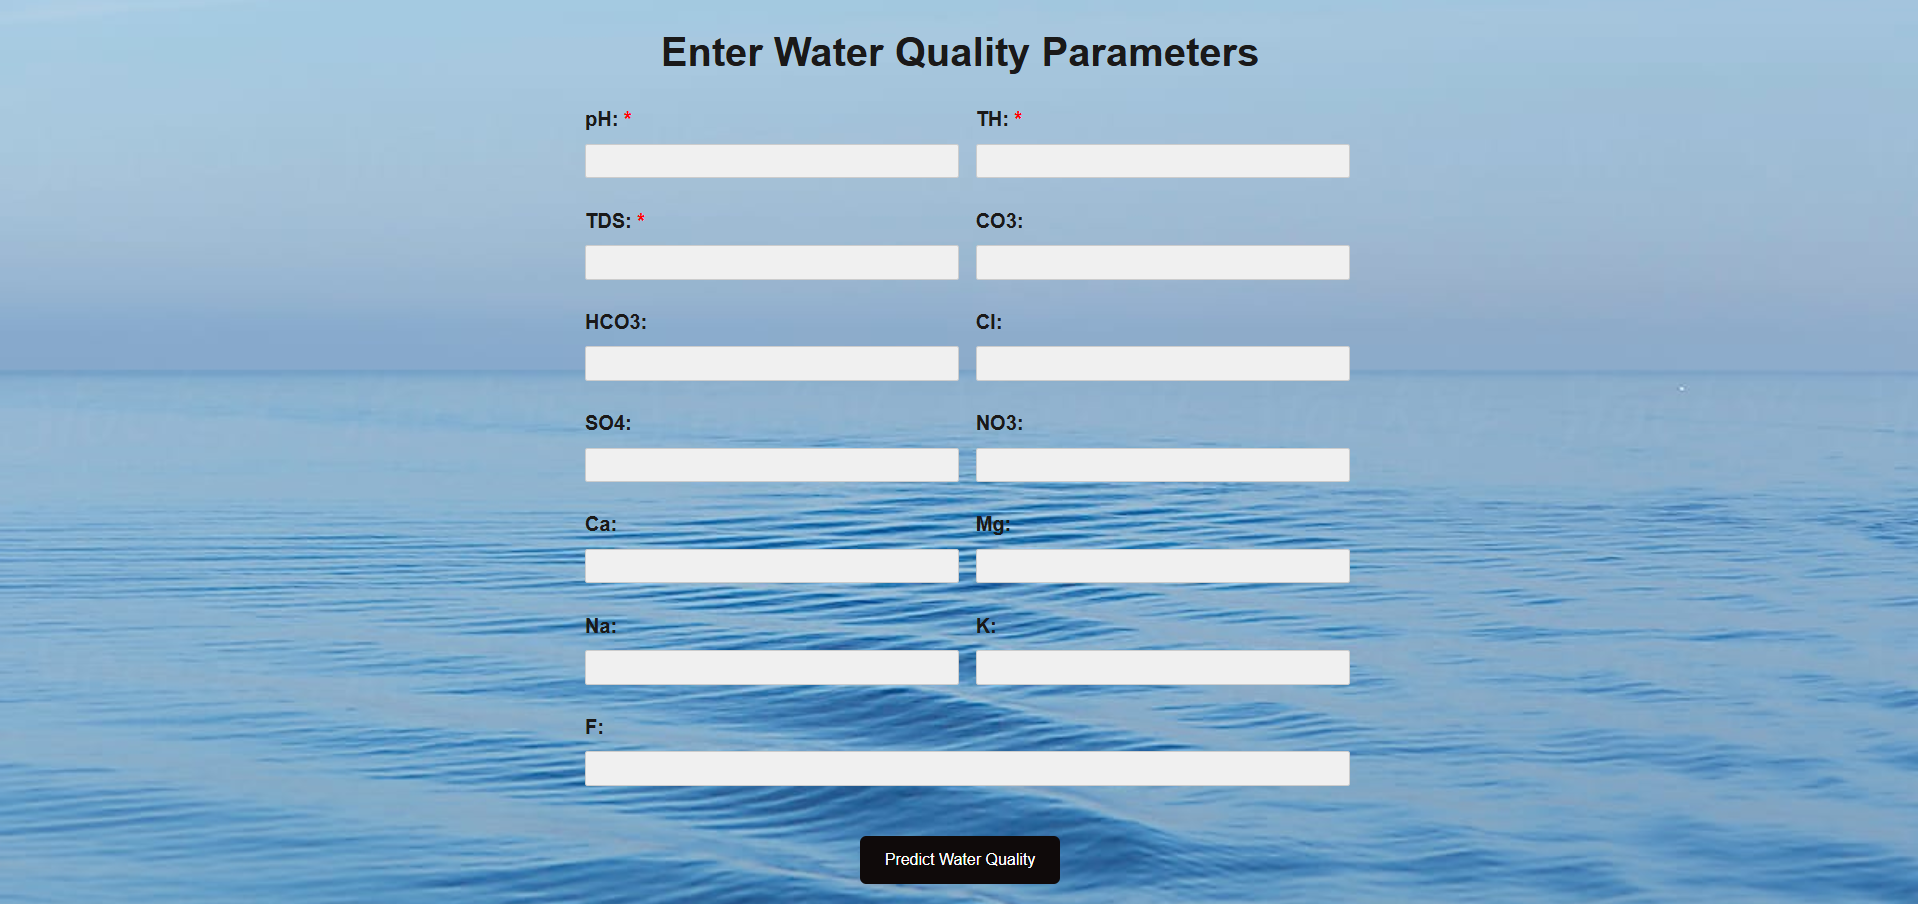 Enter Water Quality Parameters
pH: *
TH: *
TDS: *
CO3:
HCO3:
Cl:
SO4:
NO3:
Ca:
Mg:
Na:
K:
F:
Predict Water Quality